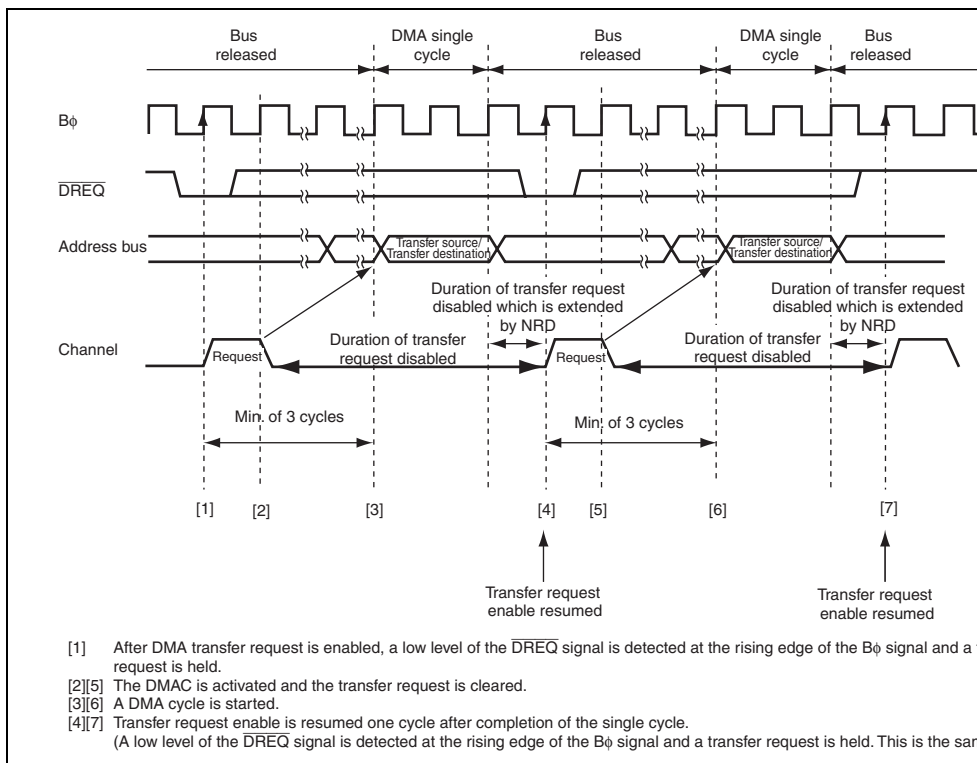 Bus released
DMA single cycle
Bus released
DMA single cycle
Bus released
Bφ
DREQ
Address bus
Transfer source/
Transfer destination
Transfer source/
Transfer destination
Duration of transfer request
disabled which is extended
by NRD
Duration of transfer request
disabled which is extended
by NRD
Channel
Request
Duration of transfer
request disabled
Request
Duration of transfer
request disabled
Min. of 3 cycles
Min. of 3 cycles
[1] [2] [3] [4] [5] [6] [7]
Transfer request
enable resumed
Transfer request
enable resumed
[1] After DMA transfer request is enabled, a low level of the DREQ signal is detected at the rising edge of the Bφ signal and a
request is held.
[2][5] The DMAC is activated and the transfer request is cleared.
[3][6] A DMA cycle is started.
[4][7] Transfer request enable is resumed one cycle after completion of the single cycle.
(A low level of the DREQ signal is detected at the rising edge of the Bφ signal and a transfer request is held. This is the